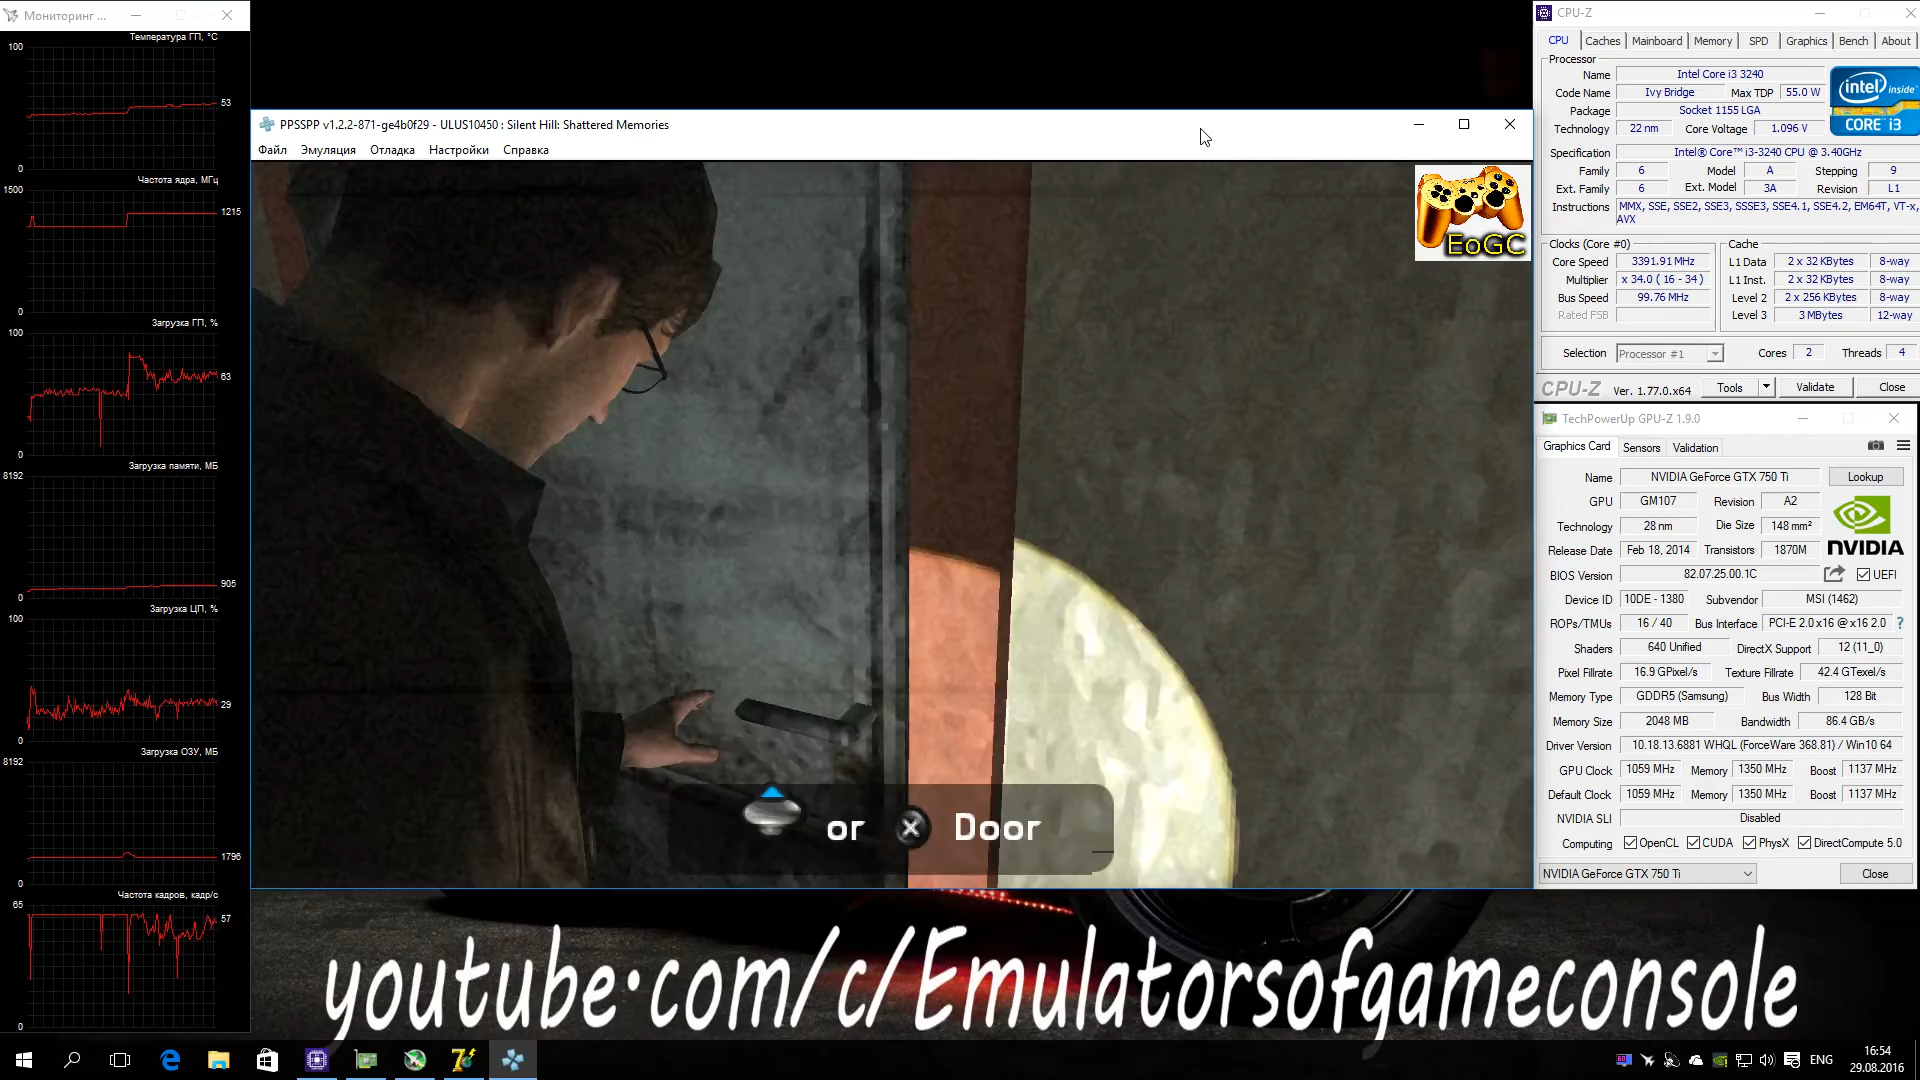 Мониторинг ...
Температура ГП, °C
100
53
0
Частота ядра, МГц
1500
1215
0
Загрузка ГП, %
100
63
0
Загрузка памяти, МБ
8192
905
0
Загрузка ЦП, %
100
29
0
Загрузка ОЗУ, МБ
8192
1796
0
Частота кадров, кадр/с
65
57
0
PPSSPP v1.2.2-871-ge4b0f29 - ULUS10450 : Silent Hill: Shattered Memories
Файл Эмуляция Отладка Настройки Справка
EoGC
or X Door
youtube.com/c/Emulatorsofgameconsole
CPU-Z
CPU Caches Mainboard Memory SPD Graphics Bench About
Processor
Name Intel Core i3 3240
Code Name Ivy Bridge Max TDP 55.0 W
Package Socket 1155 LGA
Technology 22 nm Core Voltage 1.096 V
intel inside™
CORE i3
Specification Intel® Core™ i3-3240 CPU @ 3.40GHz
Family 6 Model A Stepping 9
Ext. Family 6 Ext. Model 3A Revision L1
Instructions MMX, SSE, SSE2, SSE3, SSSE3, SSE4.1, SSE4.2, EM64T, VT-x,
AVX
Clocks (Core #0)
Core Speed 3391.91 MHz
Multiplier x 34.0 ( 16 - 34 )
Bus Speed 99.76 MHz
Rated FSB
Cache
L1 Data 2 x 32 KBytes 8-way
L1 Inst. 2 x 32 KBytes 8-way
Level 2 2 x 256 KBytes 8-way
Level 3 3 MBytes 12-way
Selection Processor #1 Cores 2 Threads 4
CPU-Z Ver. 1.77.0.x64 Tools Validate Close
TechPowerUp GPU-Z 1.9.0
Graphics Card Sensors Validation
Name NVIDIA GeForce GTX 750 Ti Lookup
GPU GM107 Revision A2
Technology 28 nm Die Size 148 mm²
Release Date Feb 18, 2014 Transistors 1870M
NVIDIA
BIOS Version 82.07.25.00.1C UEFI
Device ID 10DE - 1380 Subvendor MSI (1462)
ROPs/TMUs 16 / 40 Bus Interface PCI-E 2.0 x16 @ x16 2.0 ?
Shaders 640 Unified DirectX Support 12 (11_0)
Pixel Fillrate 16.9 GPixel/s Texture Fillrate 42.4 GTexel/s
Memory Type GDDR5 (Samsung) Bus Width 128 Bit
Memory Size 2048 MB Bandwidth 86.4 GB/s
Driver Version 10.18.13.6881 WHQL (ForceWare 368.81) / Win10 64
GPU Clock 1059 MHz Memory 1350 MHz Boost 1137 MHz
Default Clock 1059 MHz Memory 1350 MHz Boost 1137 MHz
NVIDIA SLI Disabled
Computing OpenCL CUDA PhysX DirectCompute 5.0
NVIDIA GeForce GTX 750 Ti Close
60
ENG
16:54
29.08.2016